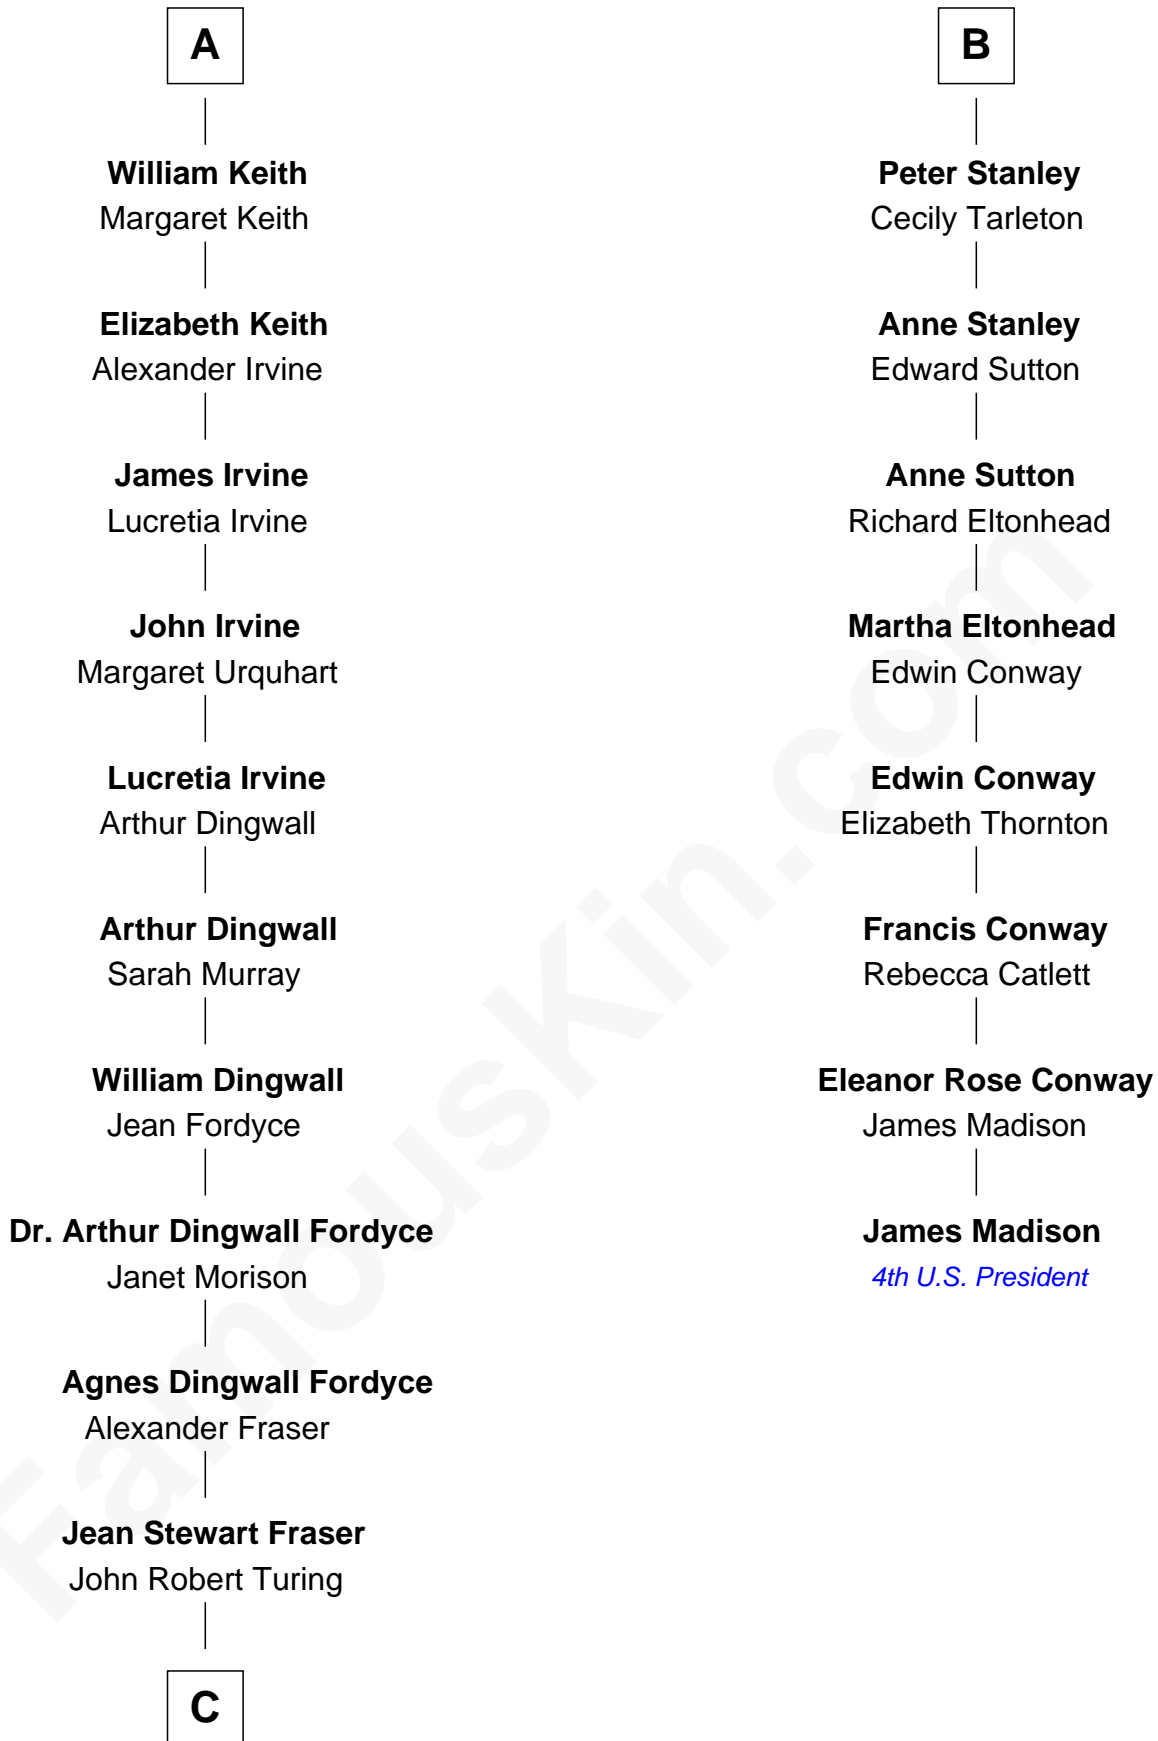 A
William Keith
Margaret Keith
Elizabeth Keith
Alexander Irvine
James Irvine
Lucretia Irvine
John Irvine
Margaret Urquhart
Lucretia Irvine
Arthur Dingwall
Arthur Dingwall
Sarah Murray
William Dingwall
Jean Fordyce
Dr. Arthur Dingwall Fordyce
Janet Morison
Agnes Dingwall Fordyce
Alexander Fraser
Jean Stewart Fraser
John Robert Turing
C
B
Peter Stanley
Cecily Tarleton
Anne Stanley
Edward Sutton
Anne Sutton
Richard Eltonhead
Martha Eltonhead
Edwin Conway
Edwin Conway
Elizabeth Thornton
Francis Conway
Rebecca Catlett
Eleanor Rose Conway
James Madison
James Madison
4th U.S. President
FamousKin.com